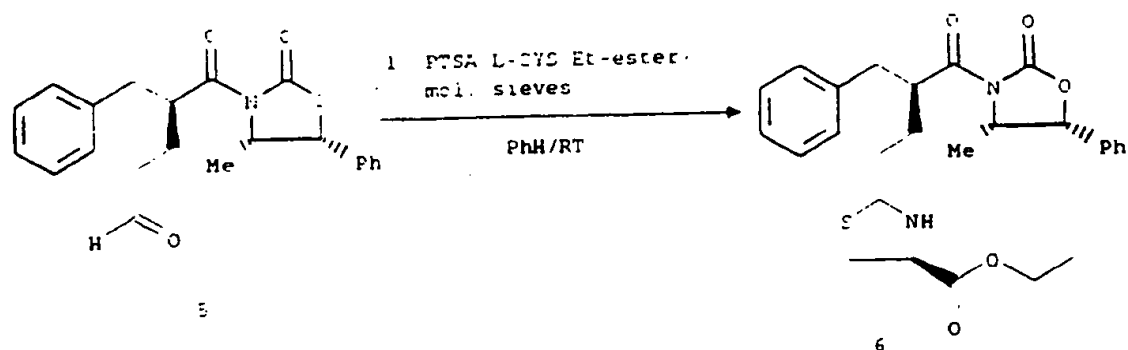 O O
1 PTSA L-CYS Et-ester,
mol. sieves
PhH/RT
N
Me
Ph
H O
5
O O
N O
Me
Ph
S NH
O
O
6